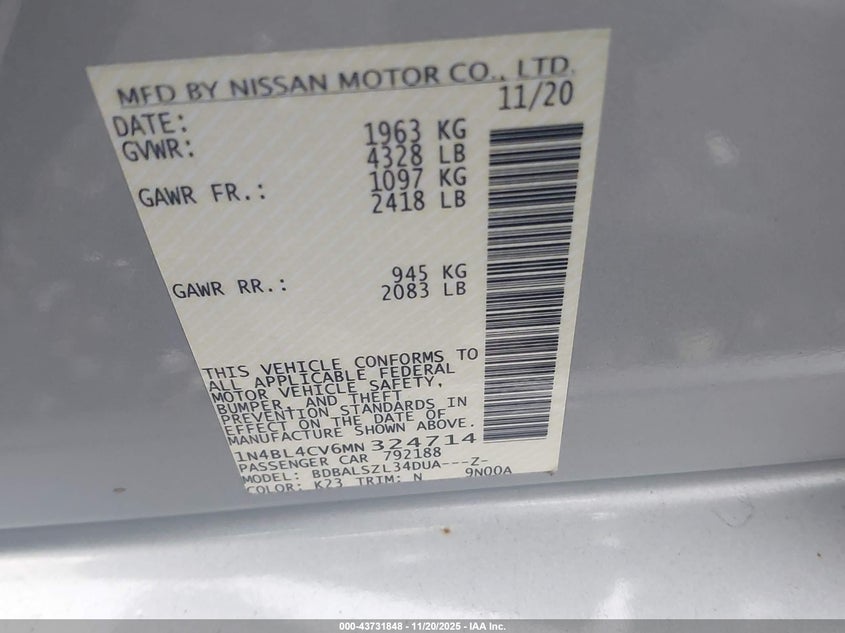 MFD BY NISSAN MOTOR CO., LTD.
DATE: 11/20
GVWR: 1963 KG
4328 LB
GAWR FR.: 1097 KG
2418 LB
GAWR RR.: 945 KG
2083 LB
THIS VEHICLE CONFORMS TO
ALL APPLICABLE FEDERAL
MOTOR VEHICLE SAFETY,
BUMPER, AND THEFT
PREVENTION STANDARDS IN
EFFECT ON THE DATE OF
MANUFACTURE SHOWN ABOVE.
1N4BL4CV6MN324714
PASSENGER CAR 792188
MODEL: BDBALSZL34DUA---Z-
COLOR: K23 TRIM: N 9N00A
000-43731848 - 11/20/2025 - IAA Inc.